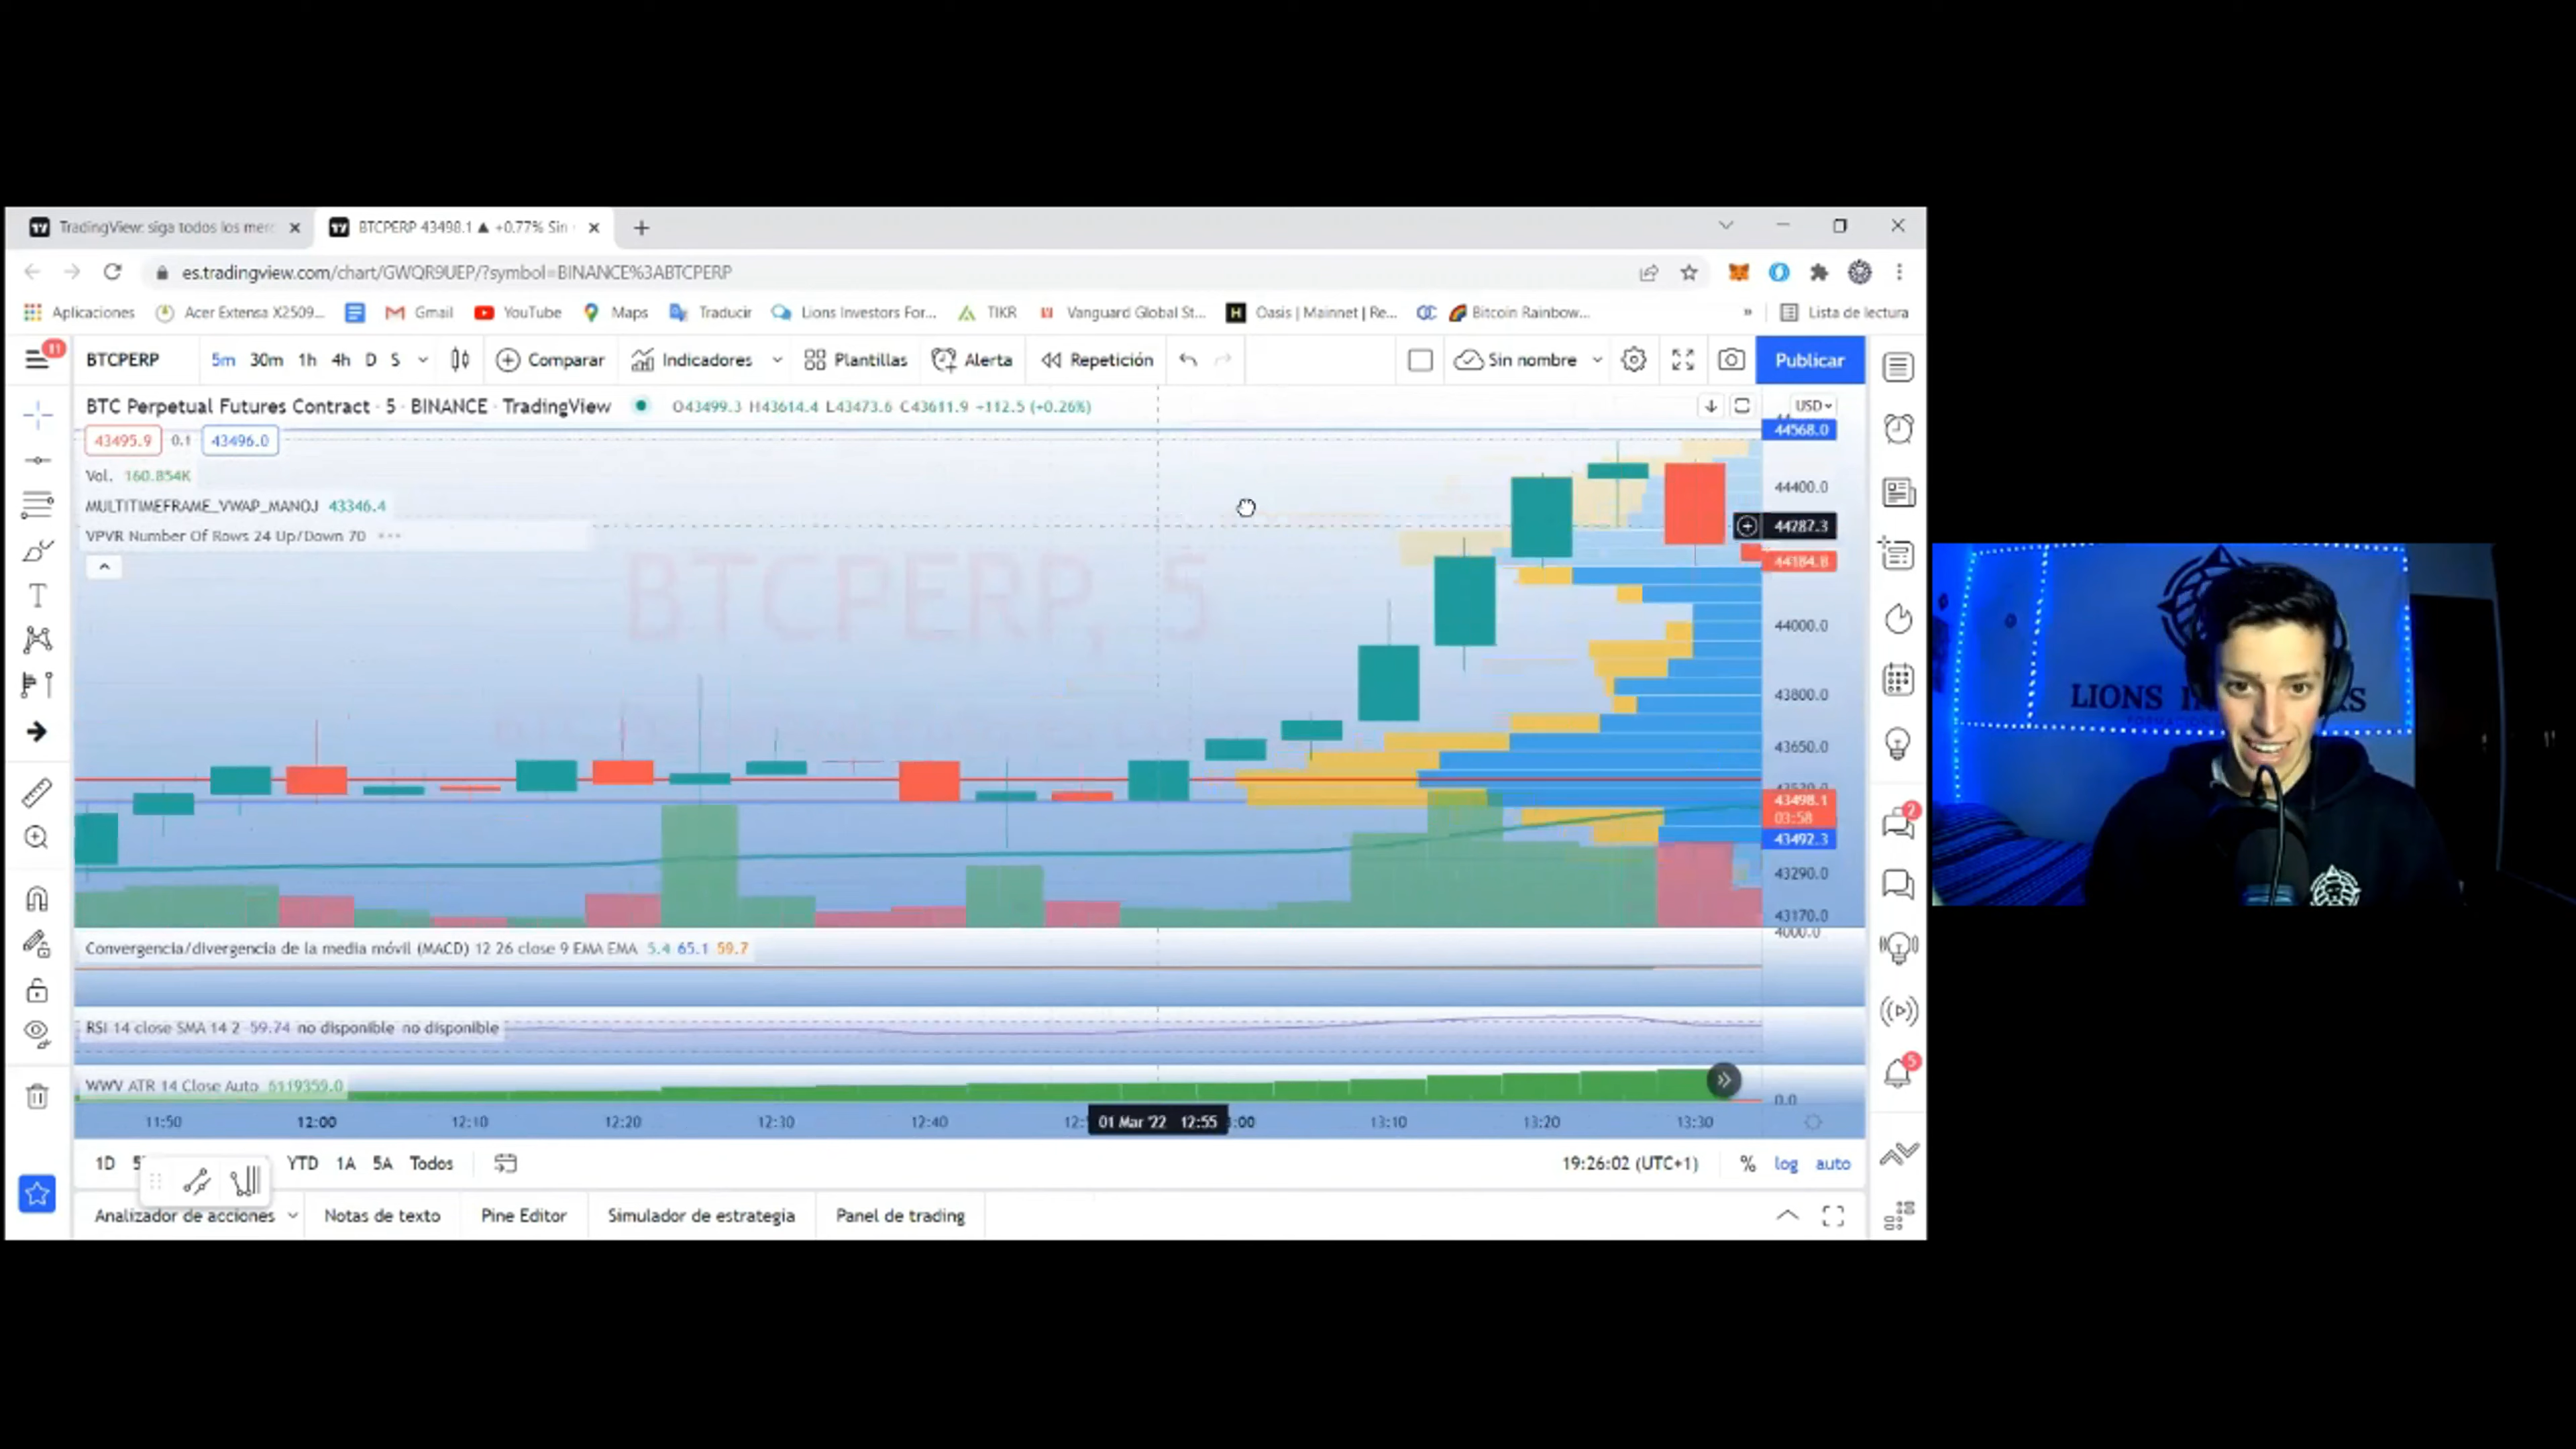 TradingView: siga todos los merc
BTCPERP 43498.1 ▲ +0.77% Sin
es.tradingview.com/chart/GWQR9UEP/?symbol=BINANCE%3ABTCPERP
Aplicaciones Acer Extensa X2509... Gmail YouTube Maps Traducir Lions Investors For... TIKR Vanguard Global St... Oasis | Mainnet | Re... Bitcoin Rainbow... » Lista de lectura
11 BTCPERP 5m 30m 1h 4h D S Comparar Indicadores Plantillas Alerta Repetición Sin nombre Publicar
BTC Perpetual Futures Contract · 5 · BINANCE · TradingView O43499.3 H43614.4 L43473.6 C43611.9 +112.5 (+0.26%) USD
43495.9 0.1 43496.0
Vol. 160.854K
MULTITIMEFRAME_VWAP_MANOJ 43346.4
VPVR Number Of Rows 24 Up/Down 70
BTCPERP, 5
44568.0
44400.0
44287.3
44184.8
44000.0
43800.0
43650.0
43498.1
03:58
43492.3
43290.0
43170.0
4000.0
Convergencia/divergencia de la media móvil (MACD) 12 26 close 9 EMA EMA 5.4 65.1 59.7
RSI 14 close SMA 14 2 59.74 no disponible no disponible
WWV ATR 14 Close Auto 6119359.0
0.0
11:50 12:00 12:10 12:20 12:30 12:40 01 Mar '22 12:55 13:10 13:20 13:30
1D YTD 1A 5A Todos 19:26:02 (UTC+1) % log auto
Analizador de acciones Notas de texto Pine Editor Simulador de estrategia Panel de trading
2
5
LIONS